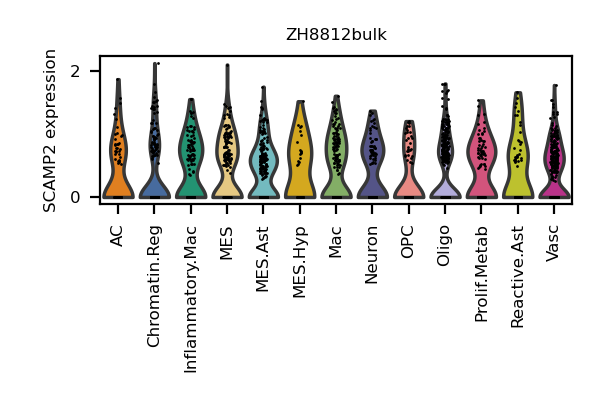 ZH8812bulk
SCAMP2 expression
2
0
AC
Chromatin.Reg
Inflammatory.Mac
MES
MES.Ast
MES.Hyp
Mac
Neuron
OPC
Oligo
Prolif.Metab
Reactive.Ast
Vasc